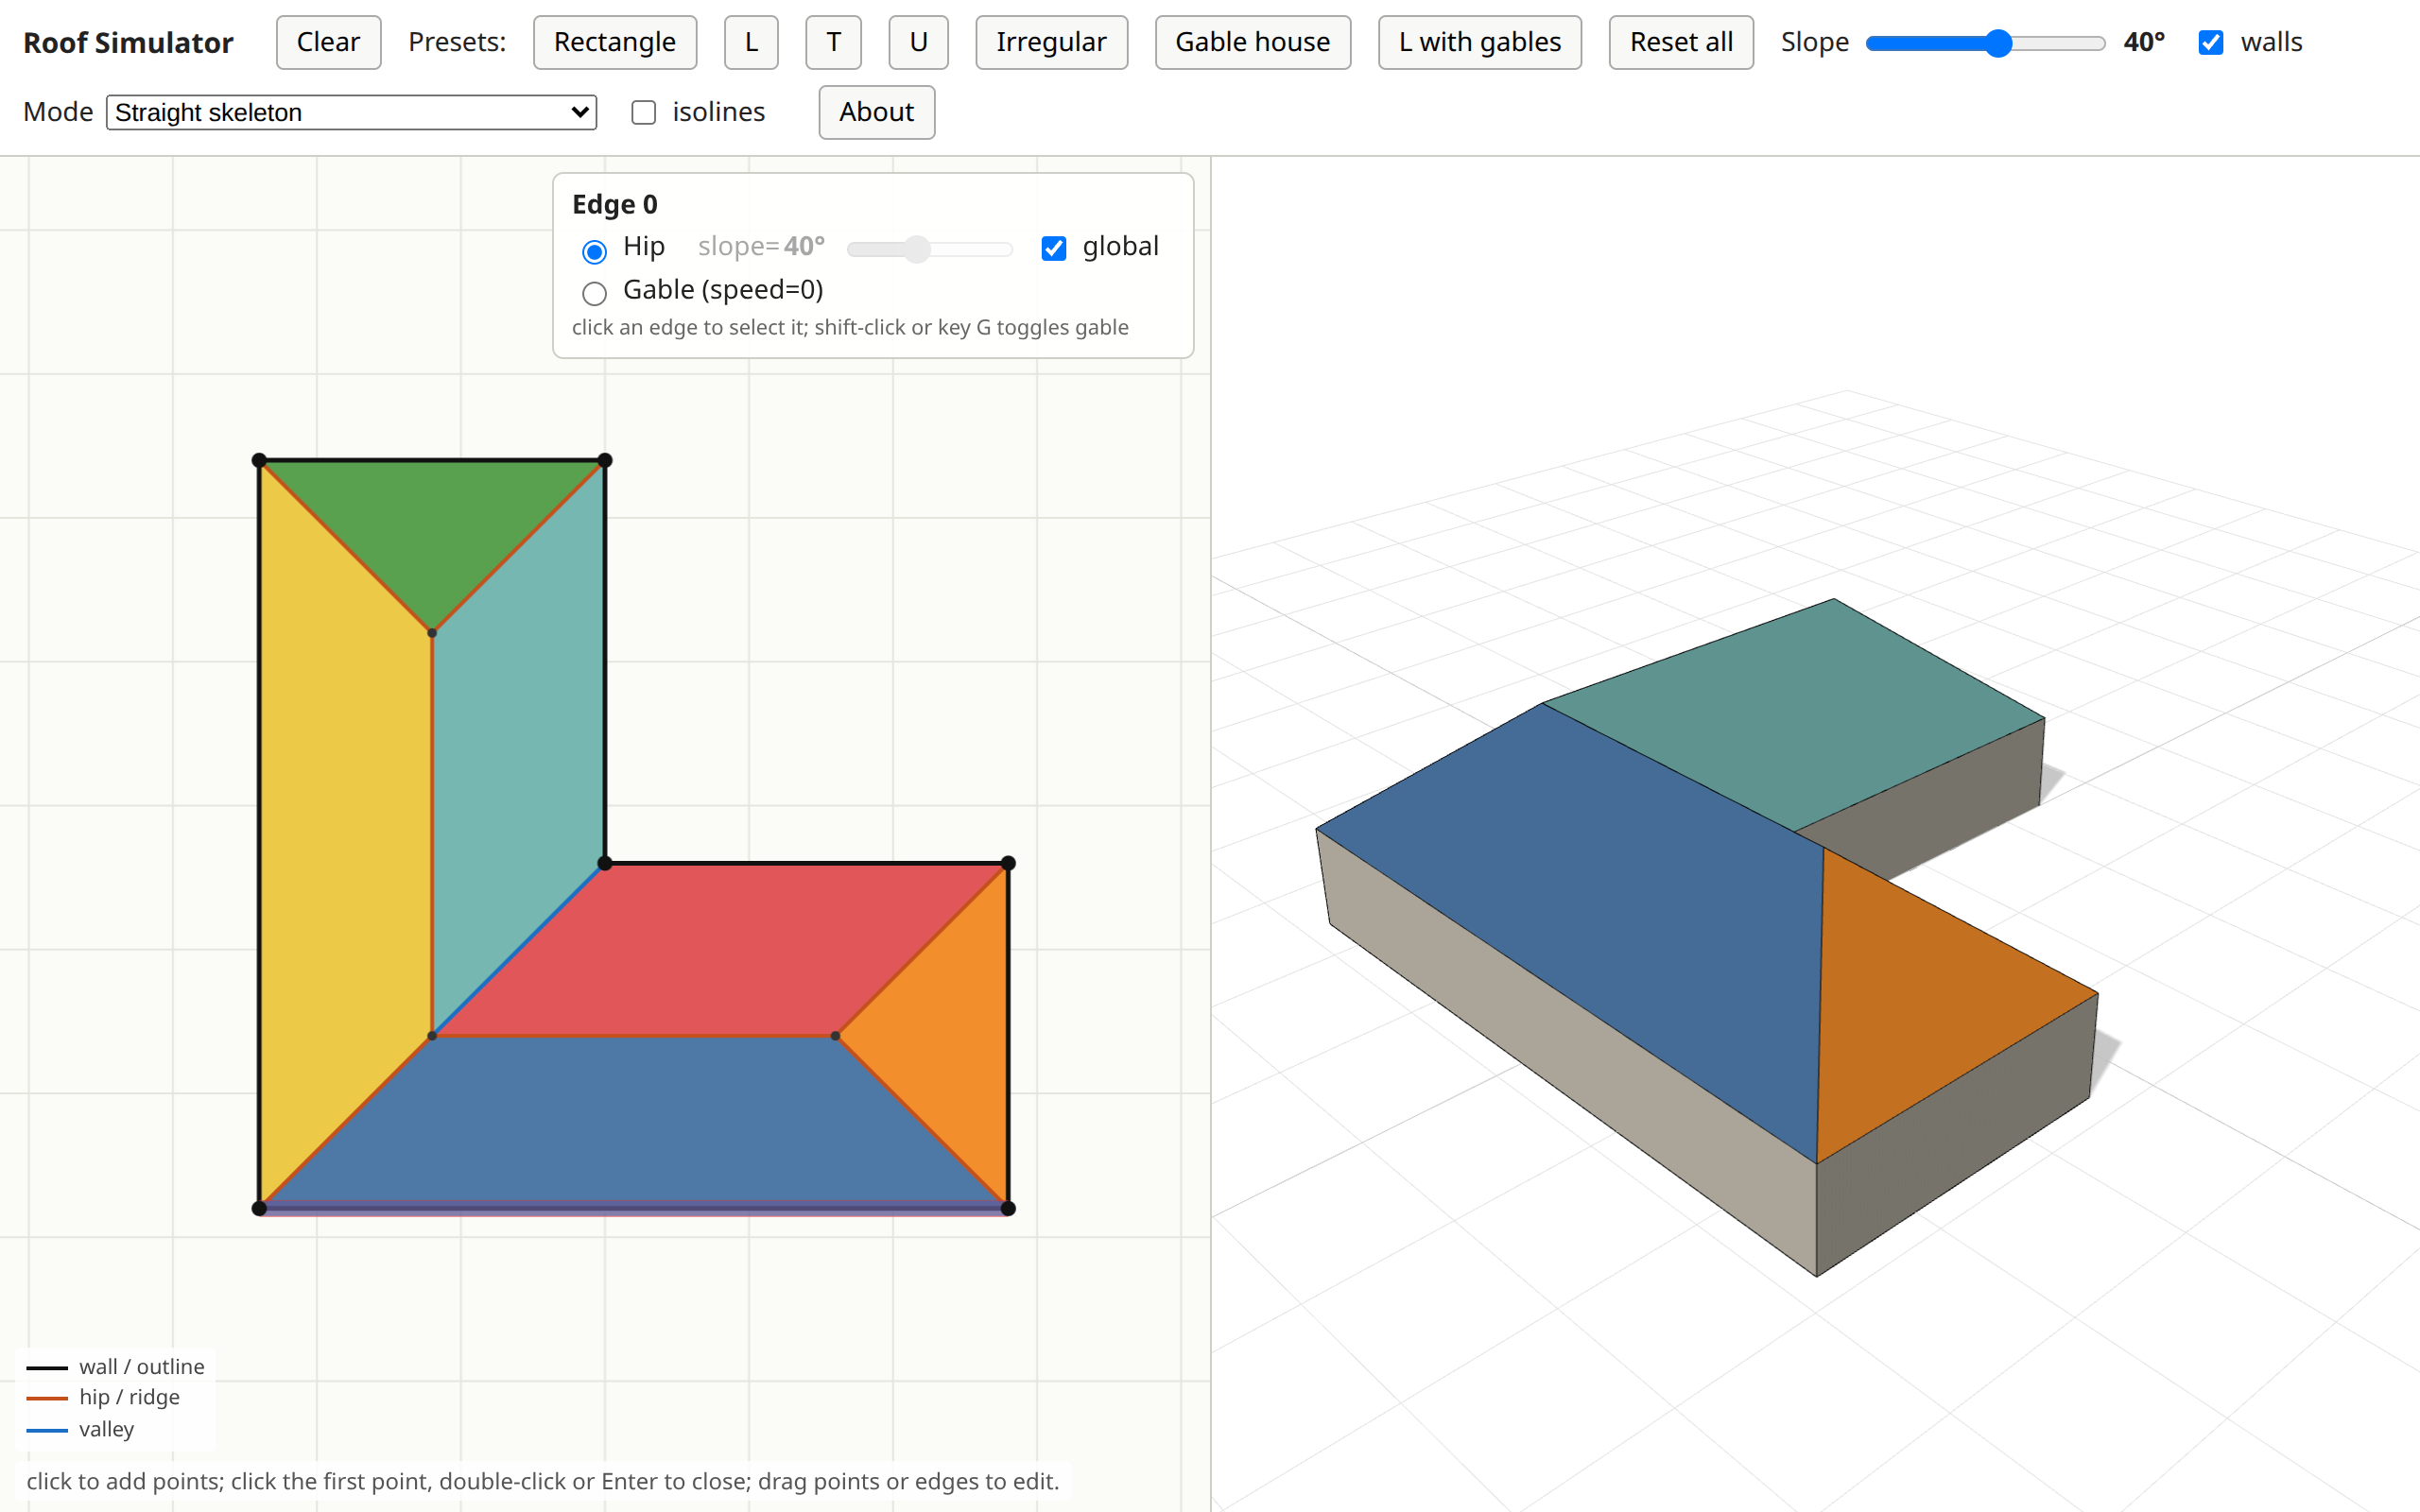 Roof Simulator Clear Presets: Rectangle L T U Irregular Gable house L with gables Reset all Slope 40° walls
Mode Straight skeleton isolines About
Edge 0
Hip slope=40° global
Gable (speed=0)
click an edge to select it; shift-click or key G toggles gable
wall / outline
hip / ridge
valley
click to add points; click the first point, double-click or Enter to close; drag points or edges to edit.